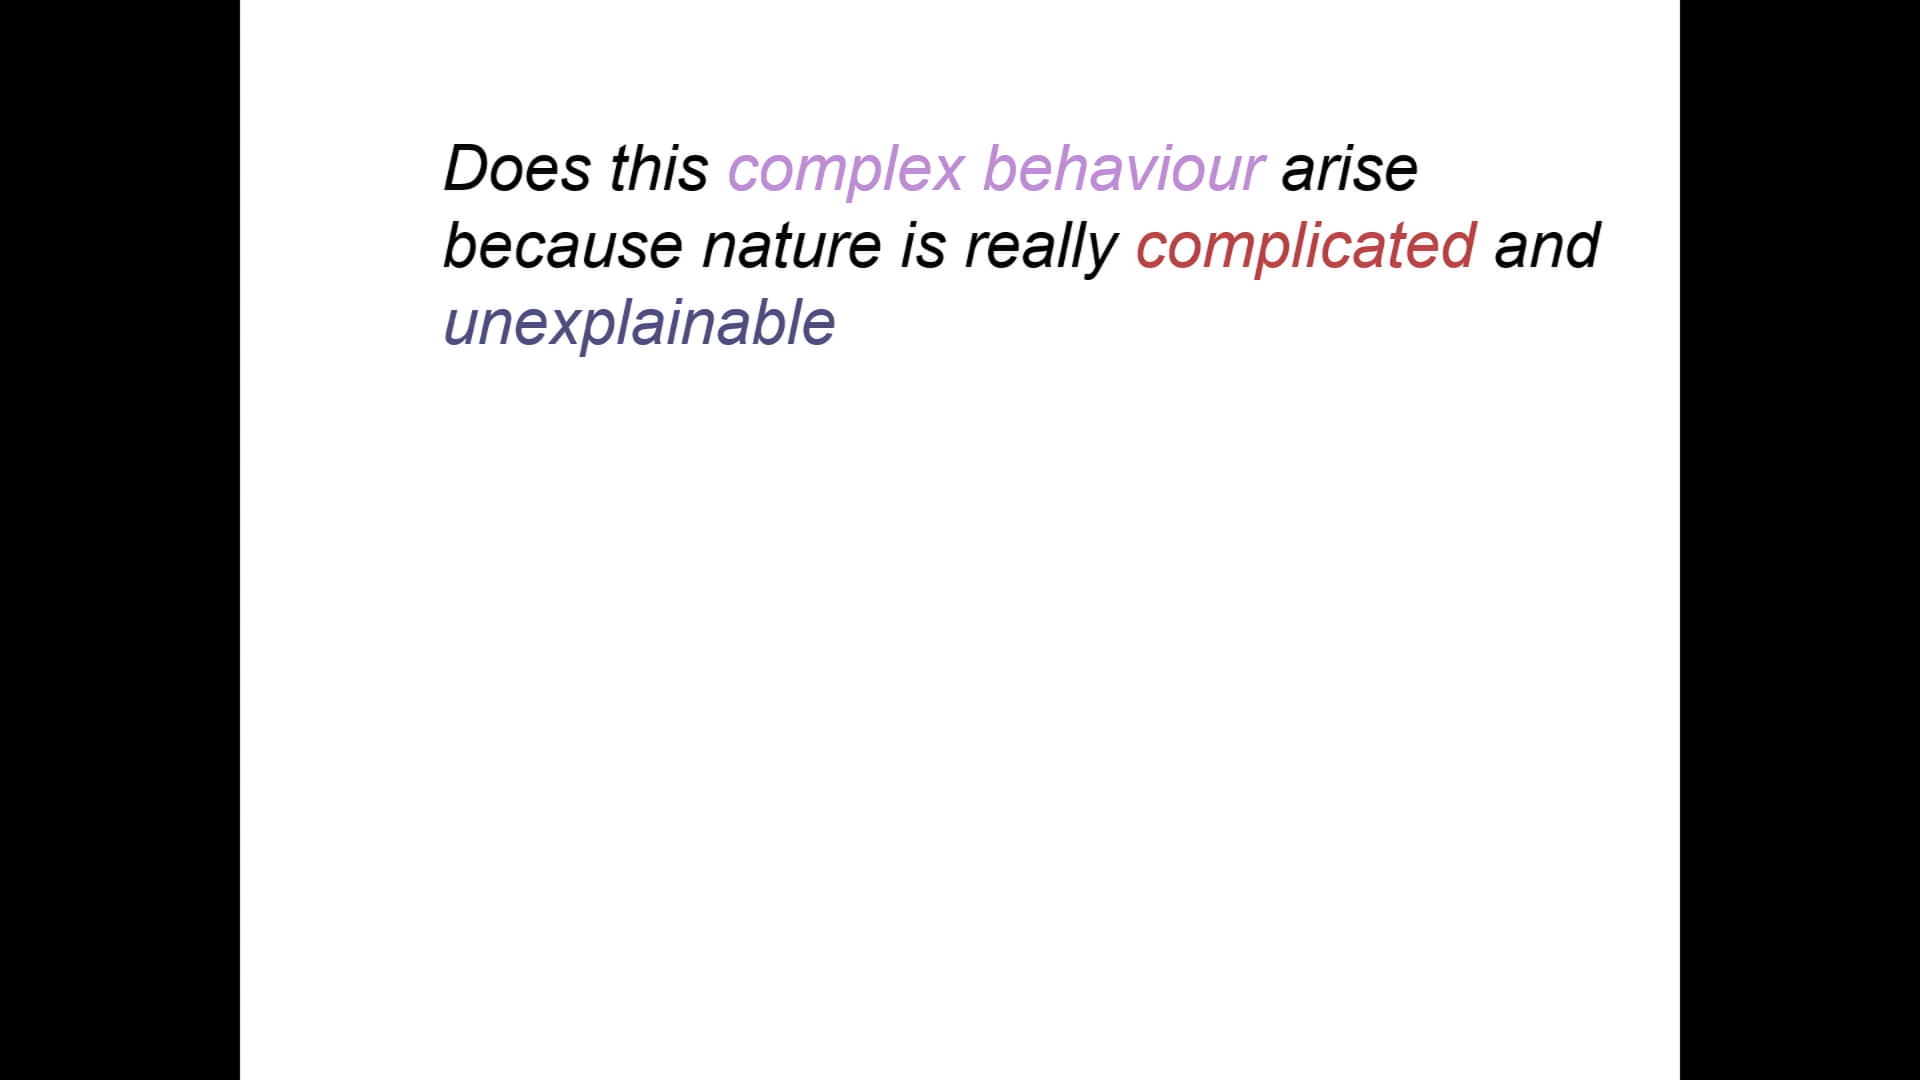 Does this complex behaviour arise
because nature is really complicated and
unexplainable